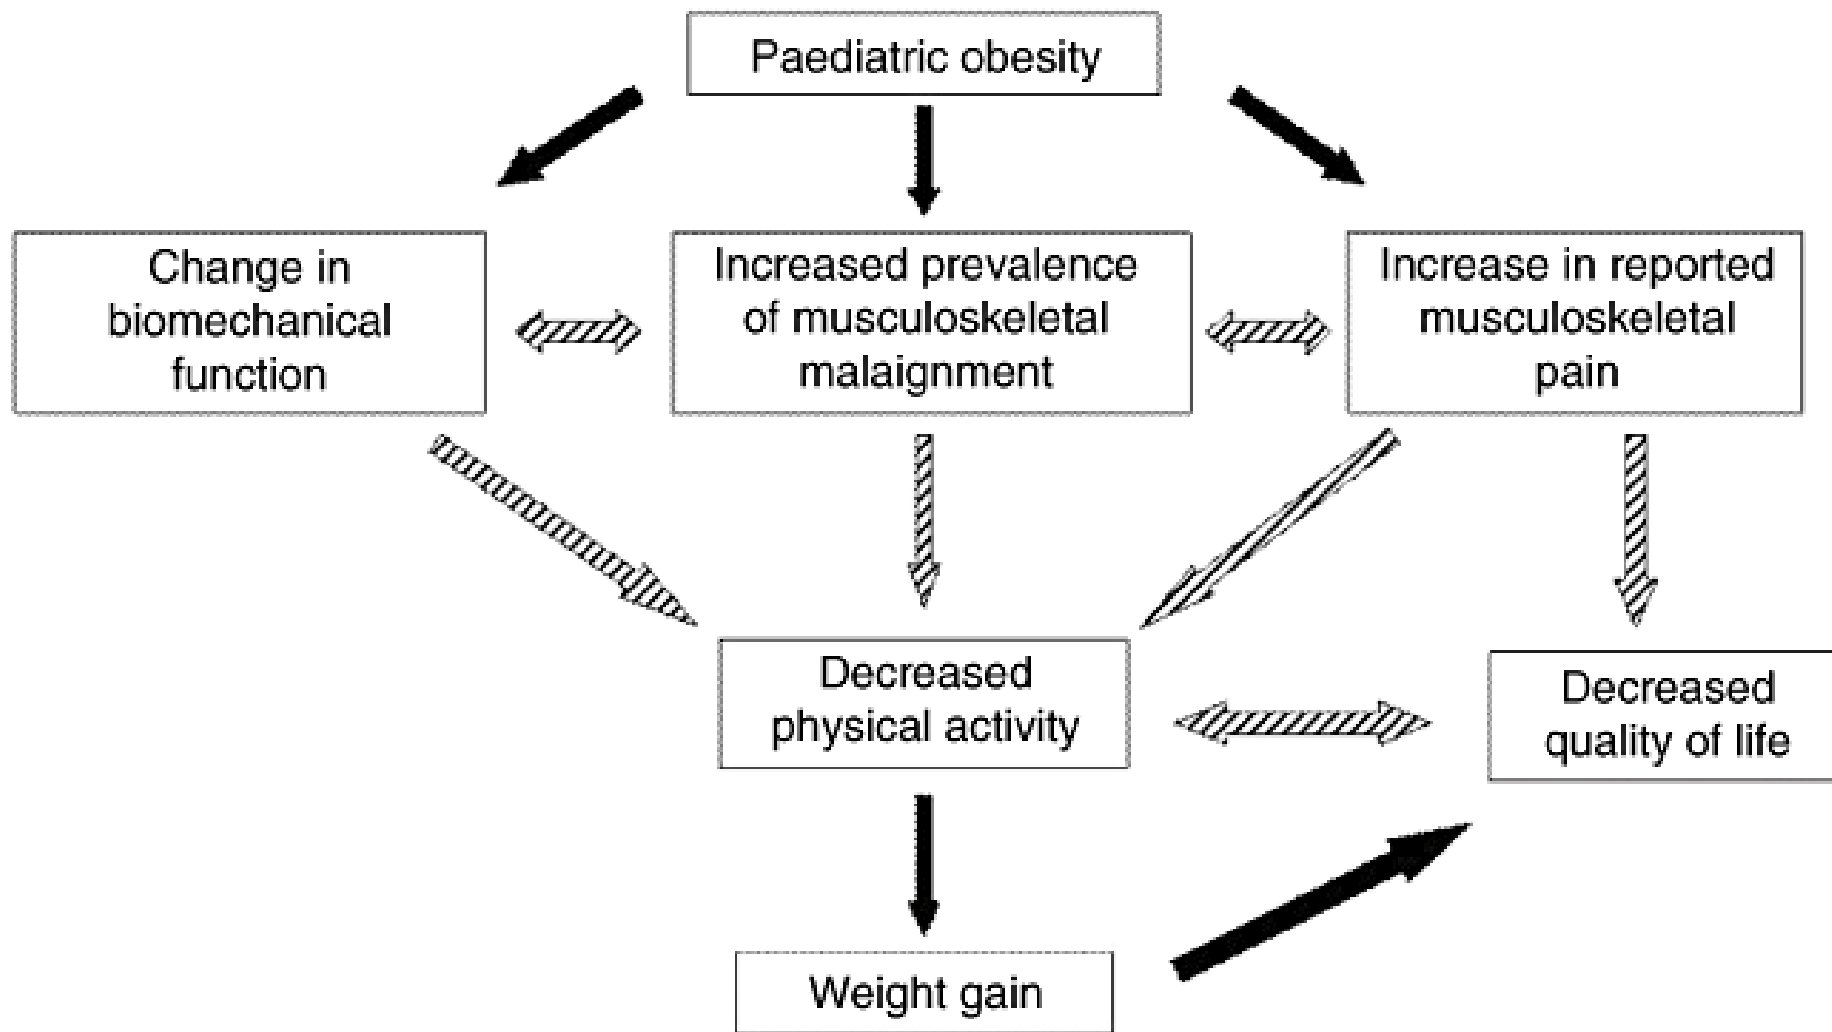 Paediatric obesity
Change in
biomechanical
function
Increased prevalence
of musculoskeletal
malaignment
Increase in reported
musculoskeletal
pain
Decreased
physical activity
Decreased
quality of life
Weight gain